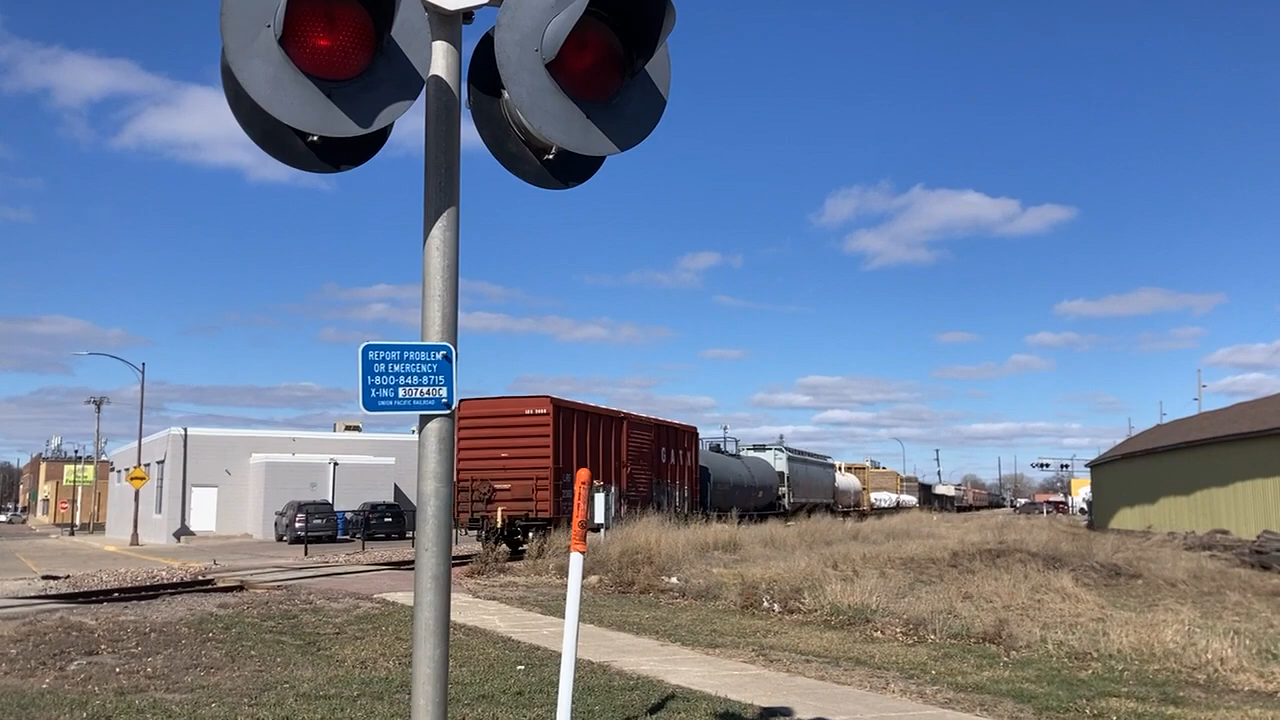 REPORT PROBLEM
OR EMERGENCY
1-800-848-8715
X-ING 307640C
UNION PACIFIC RAILROAD
GATX